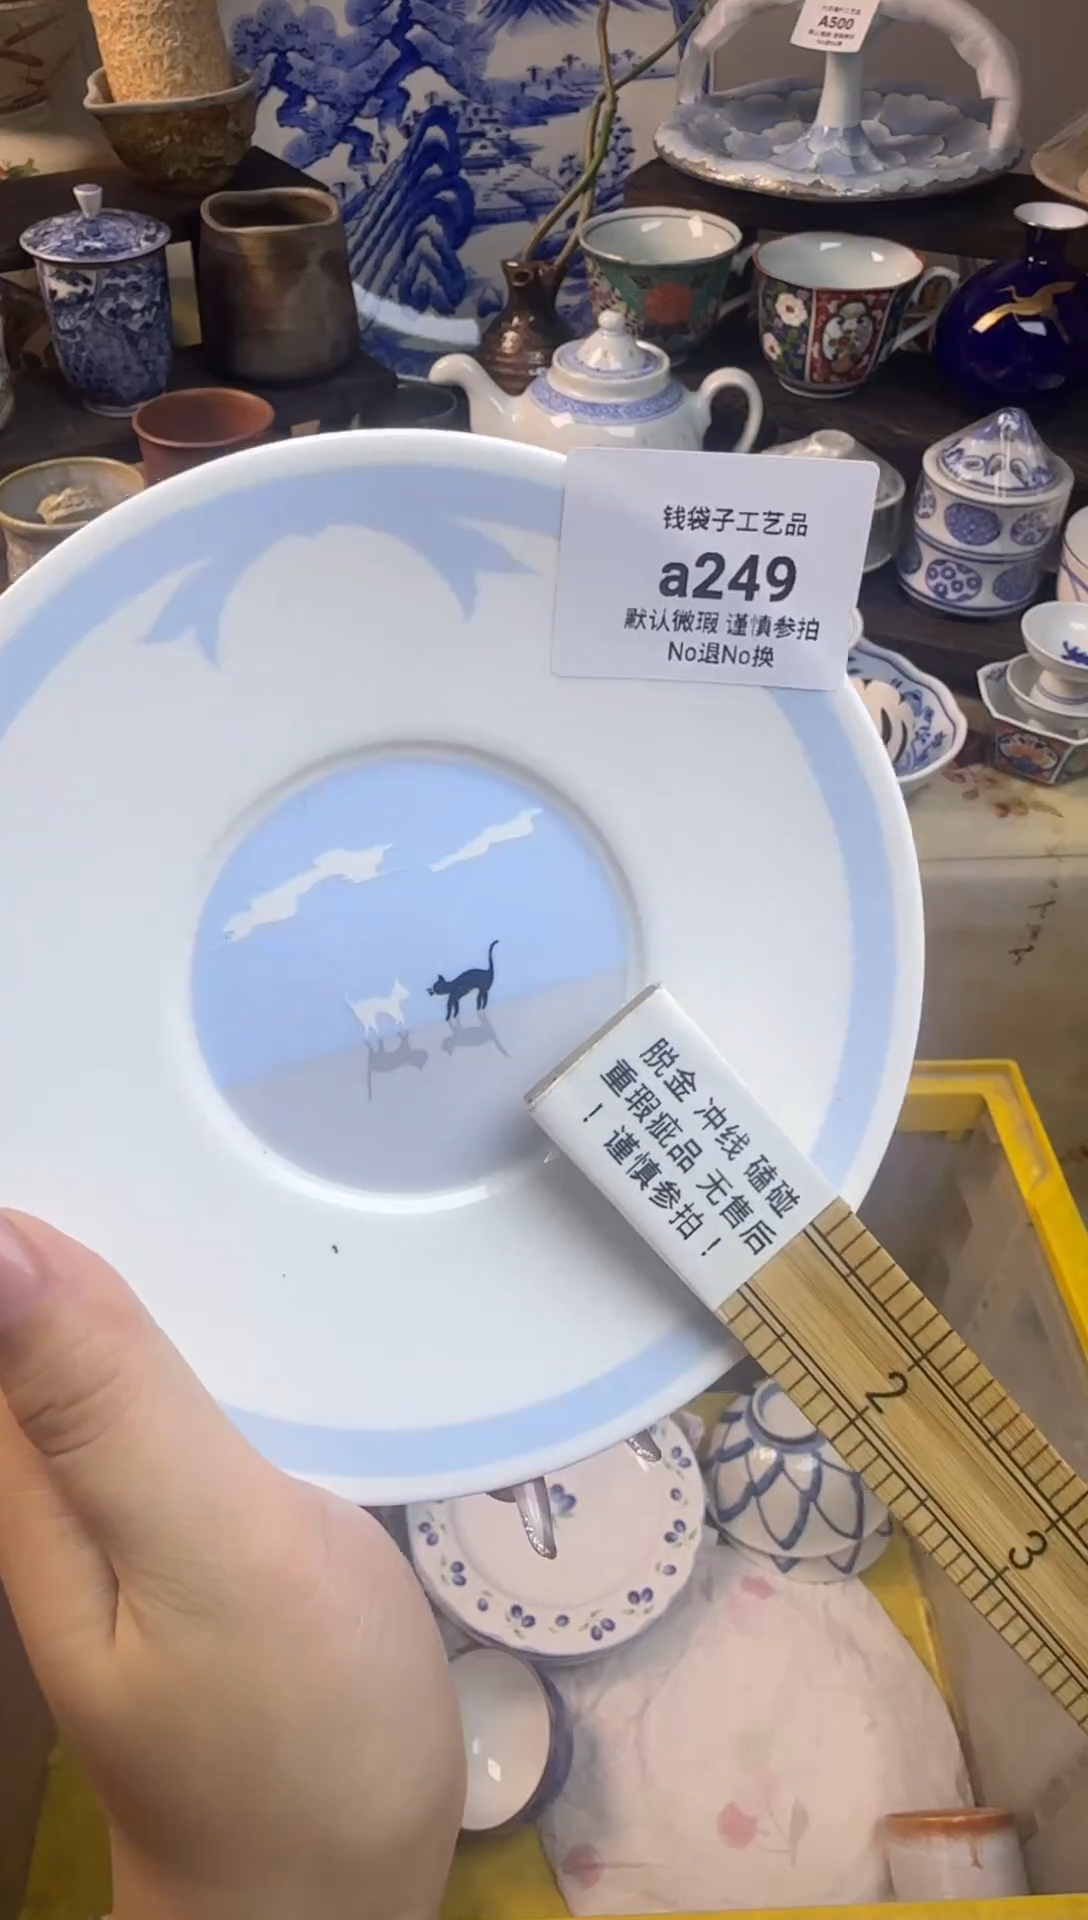 A500
钱袋子工艺品
a249
默认微瑕 谨慎参拍
No退No换
脱金 冲线 磕碰
重瑕疵品 无售后
！谨慎参拍！
2
3